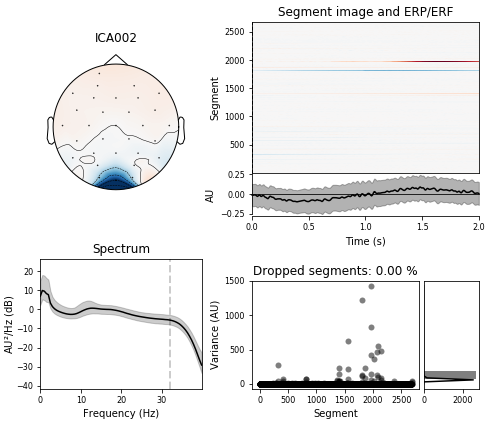 Segment image and ERP/ERF
ICA002
2500
2000
1500
1000
500
Segment
0.25
0.00
−0.25
AU
0.0 0.5 1.0 1.5 2.0
Time (s)
Spectrum
20
10
0
−10
−20
−30
−40
AU²/Hz (dB)
0 10 20 30
Frequency (Hz)
Dropped segments: 0.00 %
1500
1000
500
0
Variance (AU)
0 500 1000 1500 2000 2500
Segment
0 2000